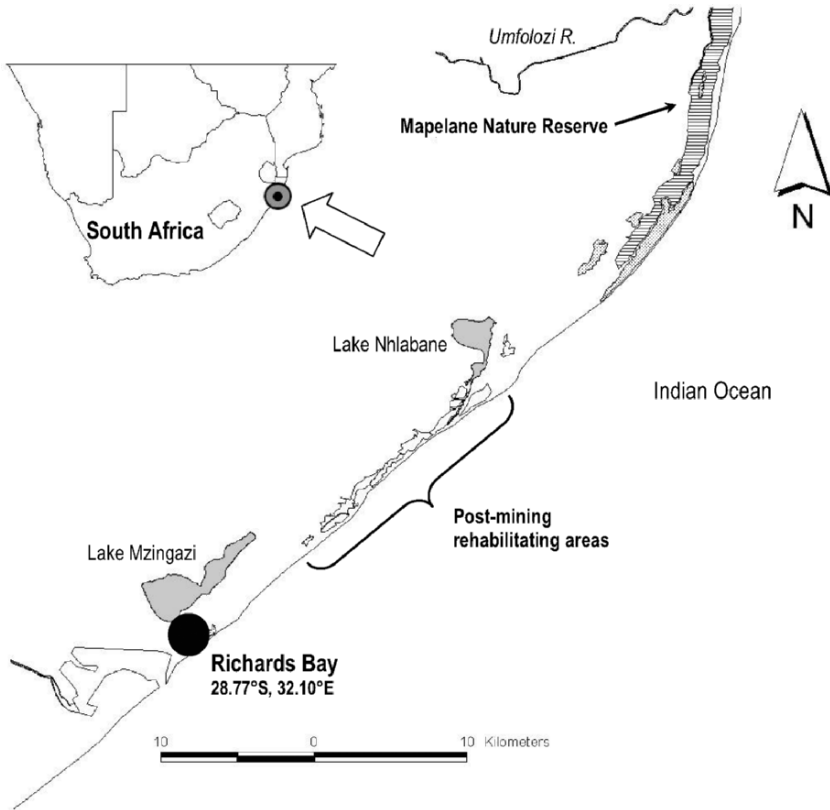 Umfolozi R.
Mapelane Nature Reserve
N
South Africa
Lake Nhlabane
Indian Ocean
Post-mining
rehabilitating areas
Lake Mzingazi
Richards Bay
28.77°S, 32.10°E
10 0 10 Kilometers